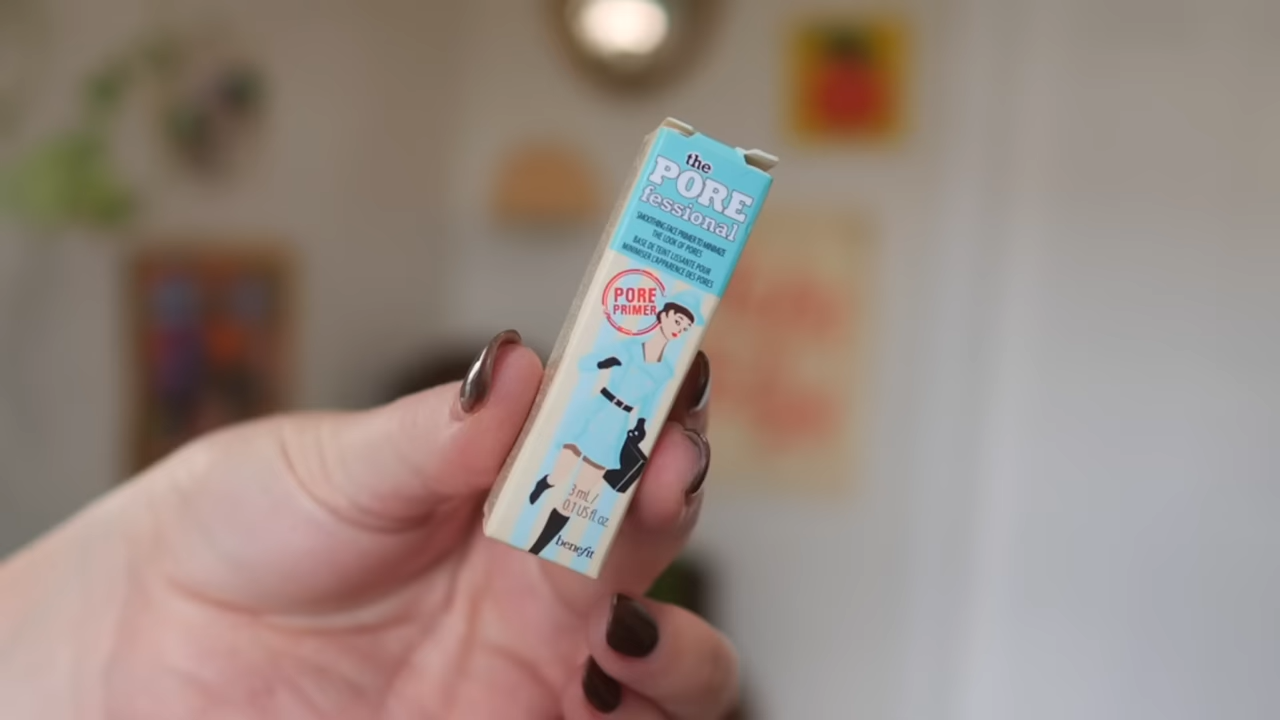 the
PORE
fessional
SMOOTHING FACE PRIMER TO MINIMIZE
THE LOOK OF PORES
BASE DE TEINT LISSANTE POUR
MINIMISER L'APPARENCE DES PORES
PORE
PRIMER
3 mL /
0.1 US fl. oz.
benefit